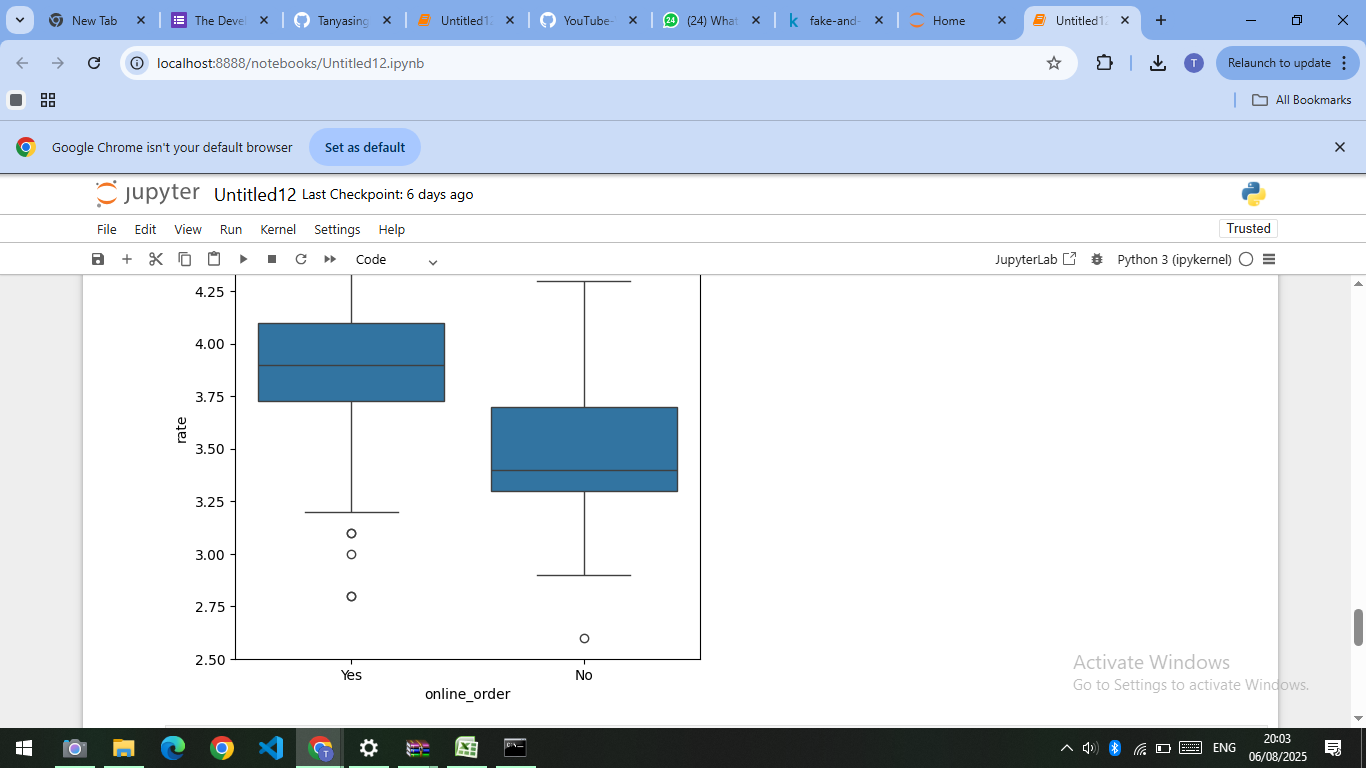 New Tab
The Devel
Tanyasing
Untitled12
YouTube-
24
(24) What
fake-and-
Home
Untitled12
localhost:8888/notebooks/Untitled12.ipynb
T
Relaunch to update
All Bookmarks
Google Chrome isn't your default browser
Set as default
jupyter Untitled12 Last Checkpoint: 6 days ago
File Edit View Run Kernel Settings Help
Trusted
Code
JupyterLab
Python 3 (ipykernel)
4.25
4.00
3.75
3.50
3.25
3.00
2.75
2.50
rate
Yes
No
online_order
Activate Windows
Go to Settings to activate Windows.
T
ENG
20:03
06/08/2025